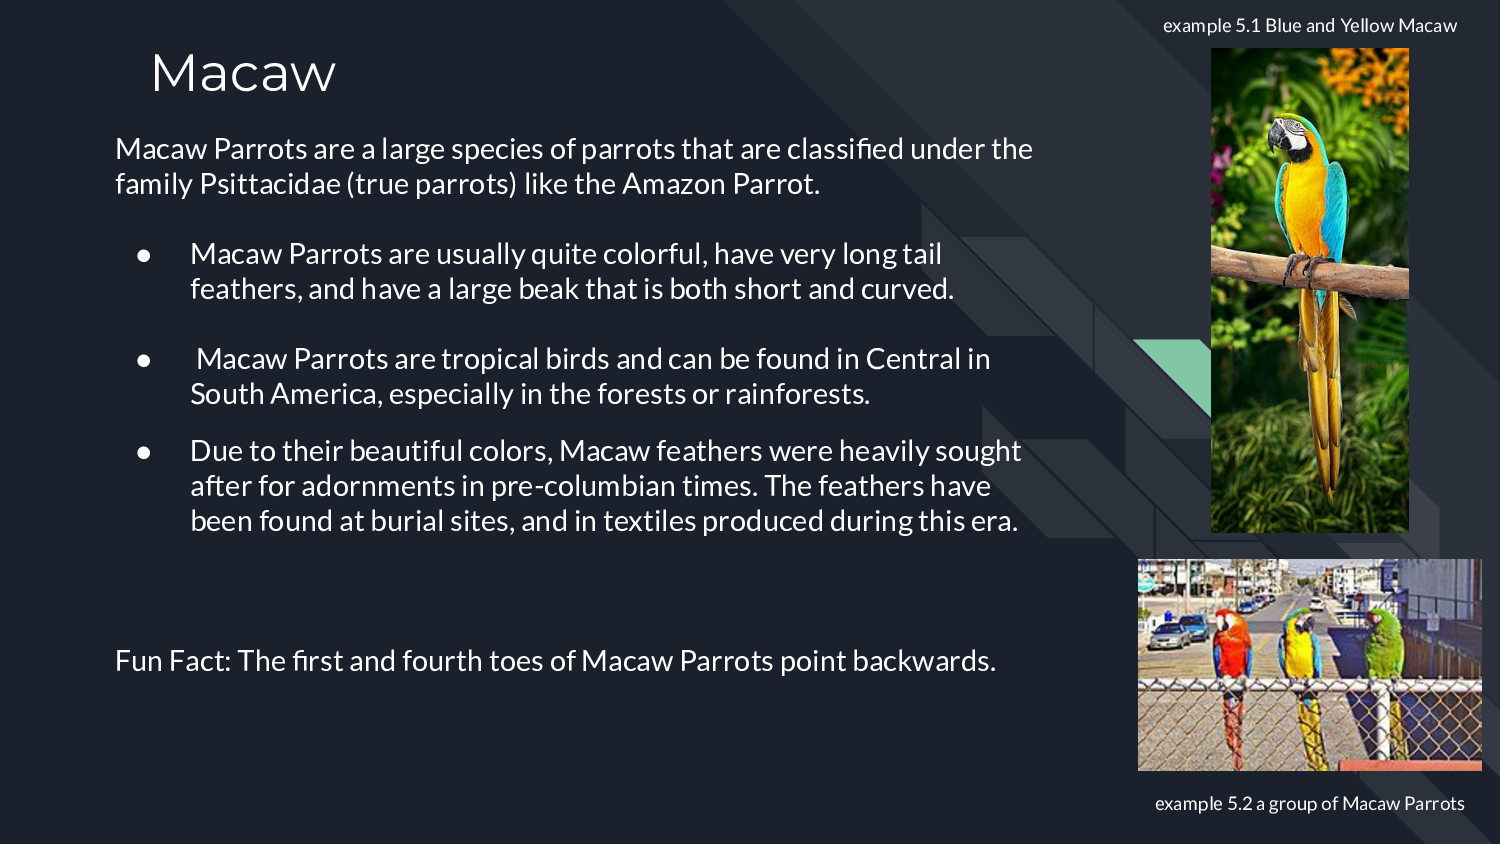 example 5.1 Blue and Yellow Macaw
Macaw
Macaw Parrots are a large species of parrots that are classified under the
family Psittacidae (true parrots) like the Amazon Parrot.
● Macaw Parrots are usually quite colorful, have very long tail
feathers, and have a large beak that is both short and curved.
● Macaw Parrots are tropical birds and can be found in Central in
South America, especially in the forests or rainforests.
● Due to their beautiful colors, Macaw feathers were heavily sought
after for adornments in pre-columbian times. The feathers have
been found at burial sites, and in textiles produced during this era.
Fun Fact: The first and fourth toes of Macaw Parrots point backwards.
example 5.2 a group of Macaw Parrots